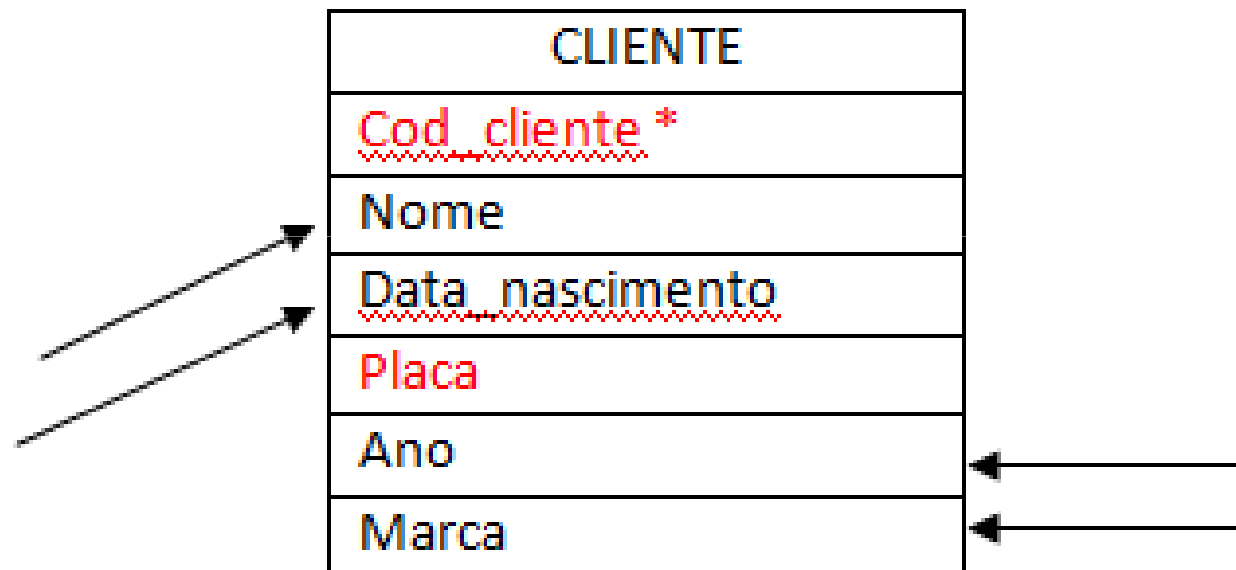 CLIENTE
Cod_cliente *
Nome
Data_nascimento
Placa
Ano
Marca